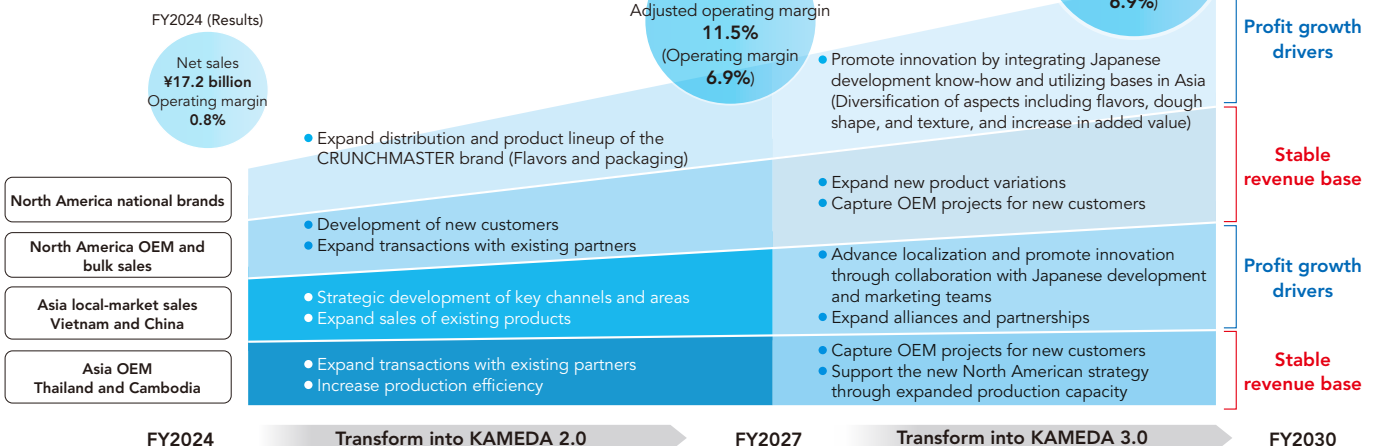 FY2024 (Results)
Net sales
¥17.2 billion
Operating margin
0.8%
Adjusted operating margin
11.5%
(Operating margin
6.9%)
6.9%)
Profit growth
drivers
Stable
revenue base
Profit growth
drivers
Stable
revenue base
North America national brands
• Expand distribution and product lineup of the
CRUNCHMASTER brand (Flavors and packaging)
• Promote innovation by integrating Japanese
development know-how and utilizing bases in Asia
(Diversification of aspects including flavors, dough
shape, and texture, and increase in added value)
North America OEM and
bulk sales
• Development of new customers
• Expand transactions with existing partners
• Expand new product variations
• Capture OEM projects for new customers
Asia local-market sales
Vietnam and China
• Strategic development of key channels and areas
• Expand sales of existing products
• Advance localization and promote innovation
through collaboration with Japanese development
and marketing teams
• Expand alliances and partnerships
Asia OEM
Thailand and Cambodia
• Expand transactions with existing partners
• Increase production efficiency
• Capture OEM projects for new customers
• Support the new North American strategy
through expanded production capacity
FY2024
Transform into KAMEDA 2.0
FY2027
Transform into KAMEDA 3.0
FY2030